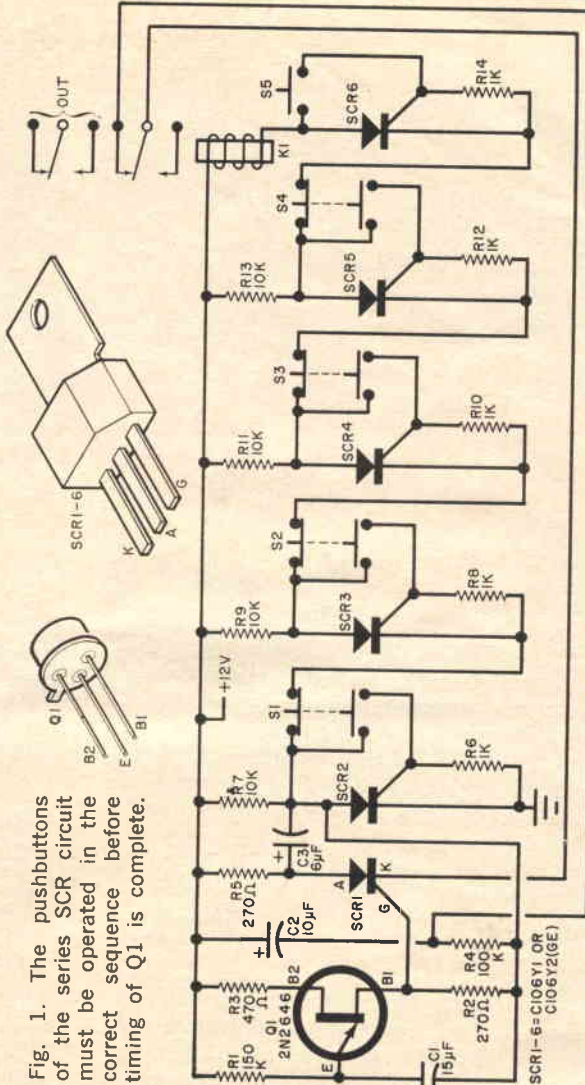 Fig. 1. The pushbuttons
of the series SCR circuit
must be operated in the
correct sequence before
timing of Q1 is complete.
Q1
B2
E
B1
SCR1-6
K
A
G
OUT
R1
150
K
R3
470
Ω
Q1
2N2646
B2
E
B1
C1
15μF
R2
270Ω
R4
100
K
+
C2
10μF
R5
270Ω
SCR1
A
G
K
+
C3
6μF
R7
10K
+12V
S1
SCR2
R6
1K
R9
10K
S2
SCR3
R8
1K
R11
10K
S3
SCR4
R10
1K
R13
10K
S4
SCR5
R12
1K
K1
S5
SCR6
R14
1K
SCR1-6=C106Y1 OR
C106Y2(GE)